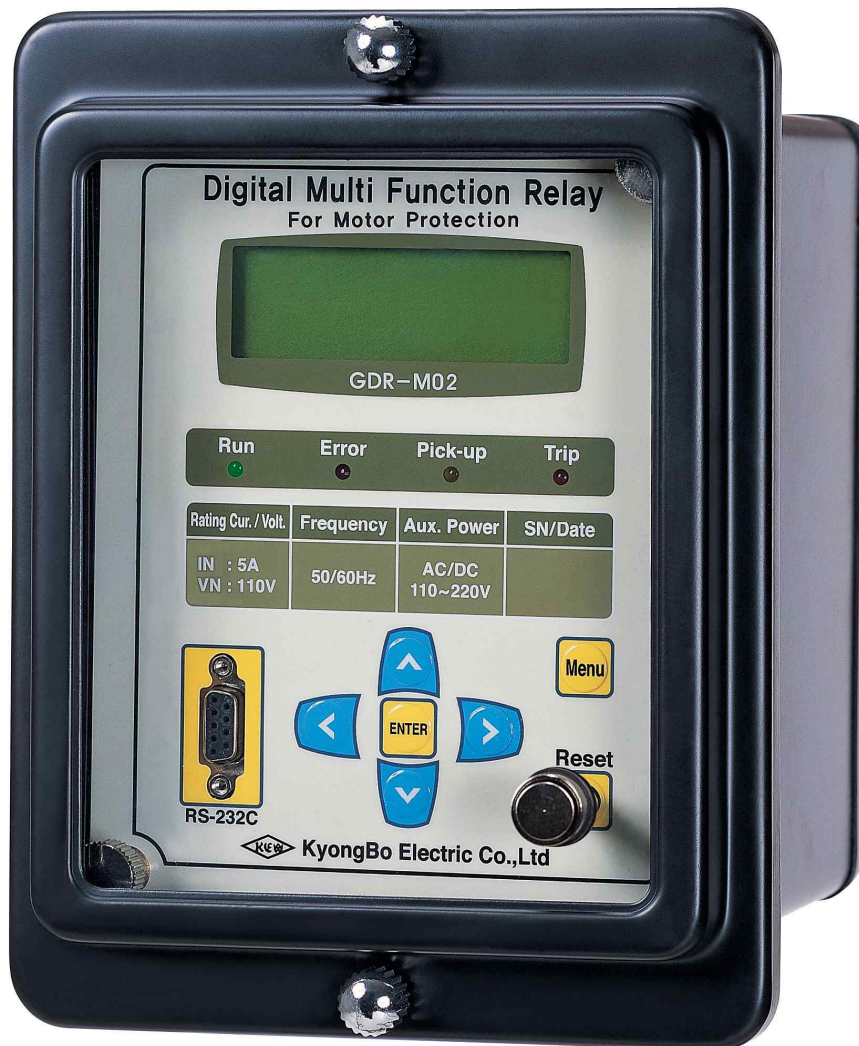 Digital Multi Function Relay
For Motor Protection
GDR-M02
Run Error Pick-up Trip
Rating Cur. / Volt. Frequency Aux. Power SN/Date
IN : 5A
VN : 110V
50/60Hz
AC/DC
110~220V
Menu
ENTER
Reset
RS-232C
KEW KyongBo Electric Co.,Ltd